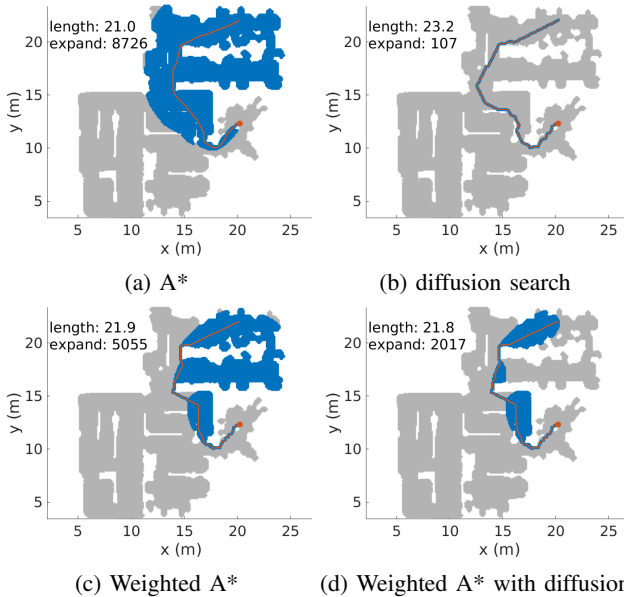 length: 21.0
expand: 8726
20
15
10
5
y (m)
5 10 15 20 25
x (m)
(a) A*
length: 23.2
expand: 107
20
15
10
5
y (m)
5 10 15 20 25
x (m)
(b) diffusion search
length: 21.9
expand: 5055
20
15
10
5
y (m)
5 10 15 20 25
x (m)
(c) Weighted A*
length: 21.8
expand: 2017
20
15
10
5
y (m)
5 10 15 20 25
x (m)
(d) Weighted A* with diffusion